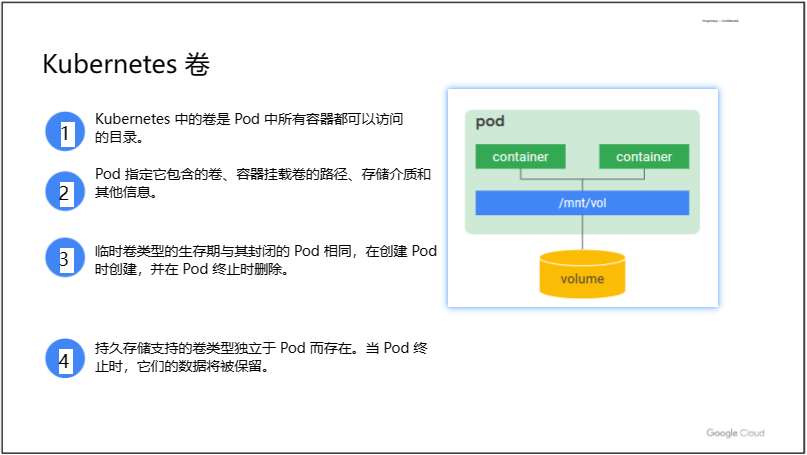 Proprietary + Confidential
Kubernetes 卷
1
Kubernetes 中的卷是 Pod 中所有容器都可以访问
的目录。
2
Pod 指定它包含的卷、容器挂载卷的路径、存储介质和
其他信息。
3
临时卷类型的生存期与其封闭的 Pod 相同，在创建 Pod
时创建，并在 Pod 终止时删除。
4
持久存储支持的卷类型独立于 Pod 而存在。当 Pod 终
止时，它们的数据将被保留。
pod
container container
/mnt/vol
volume
Google Cloud